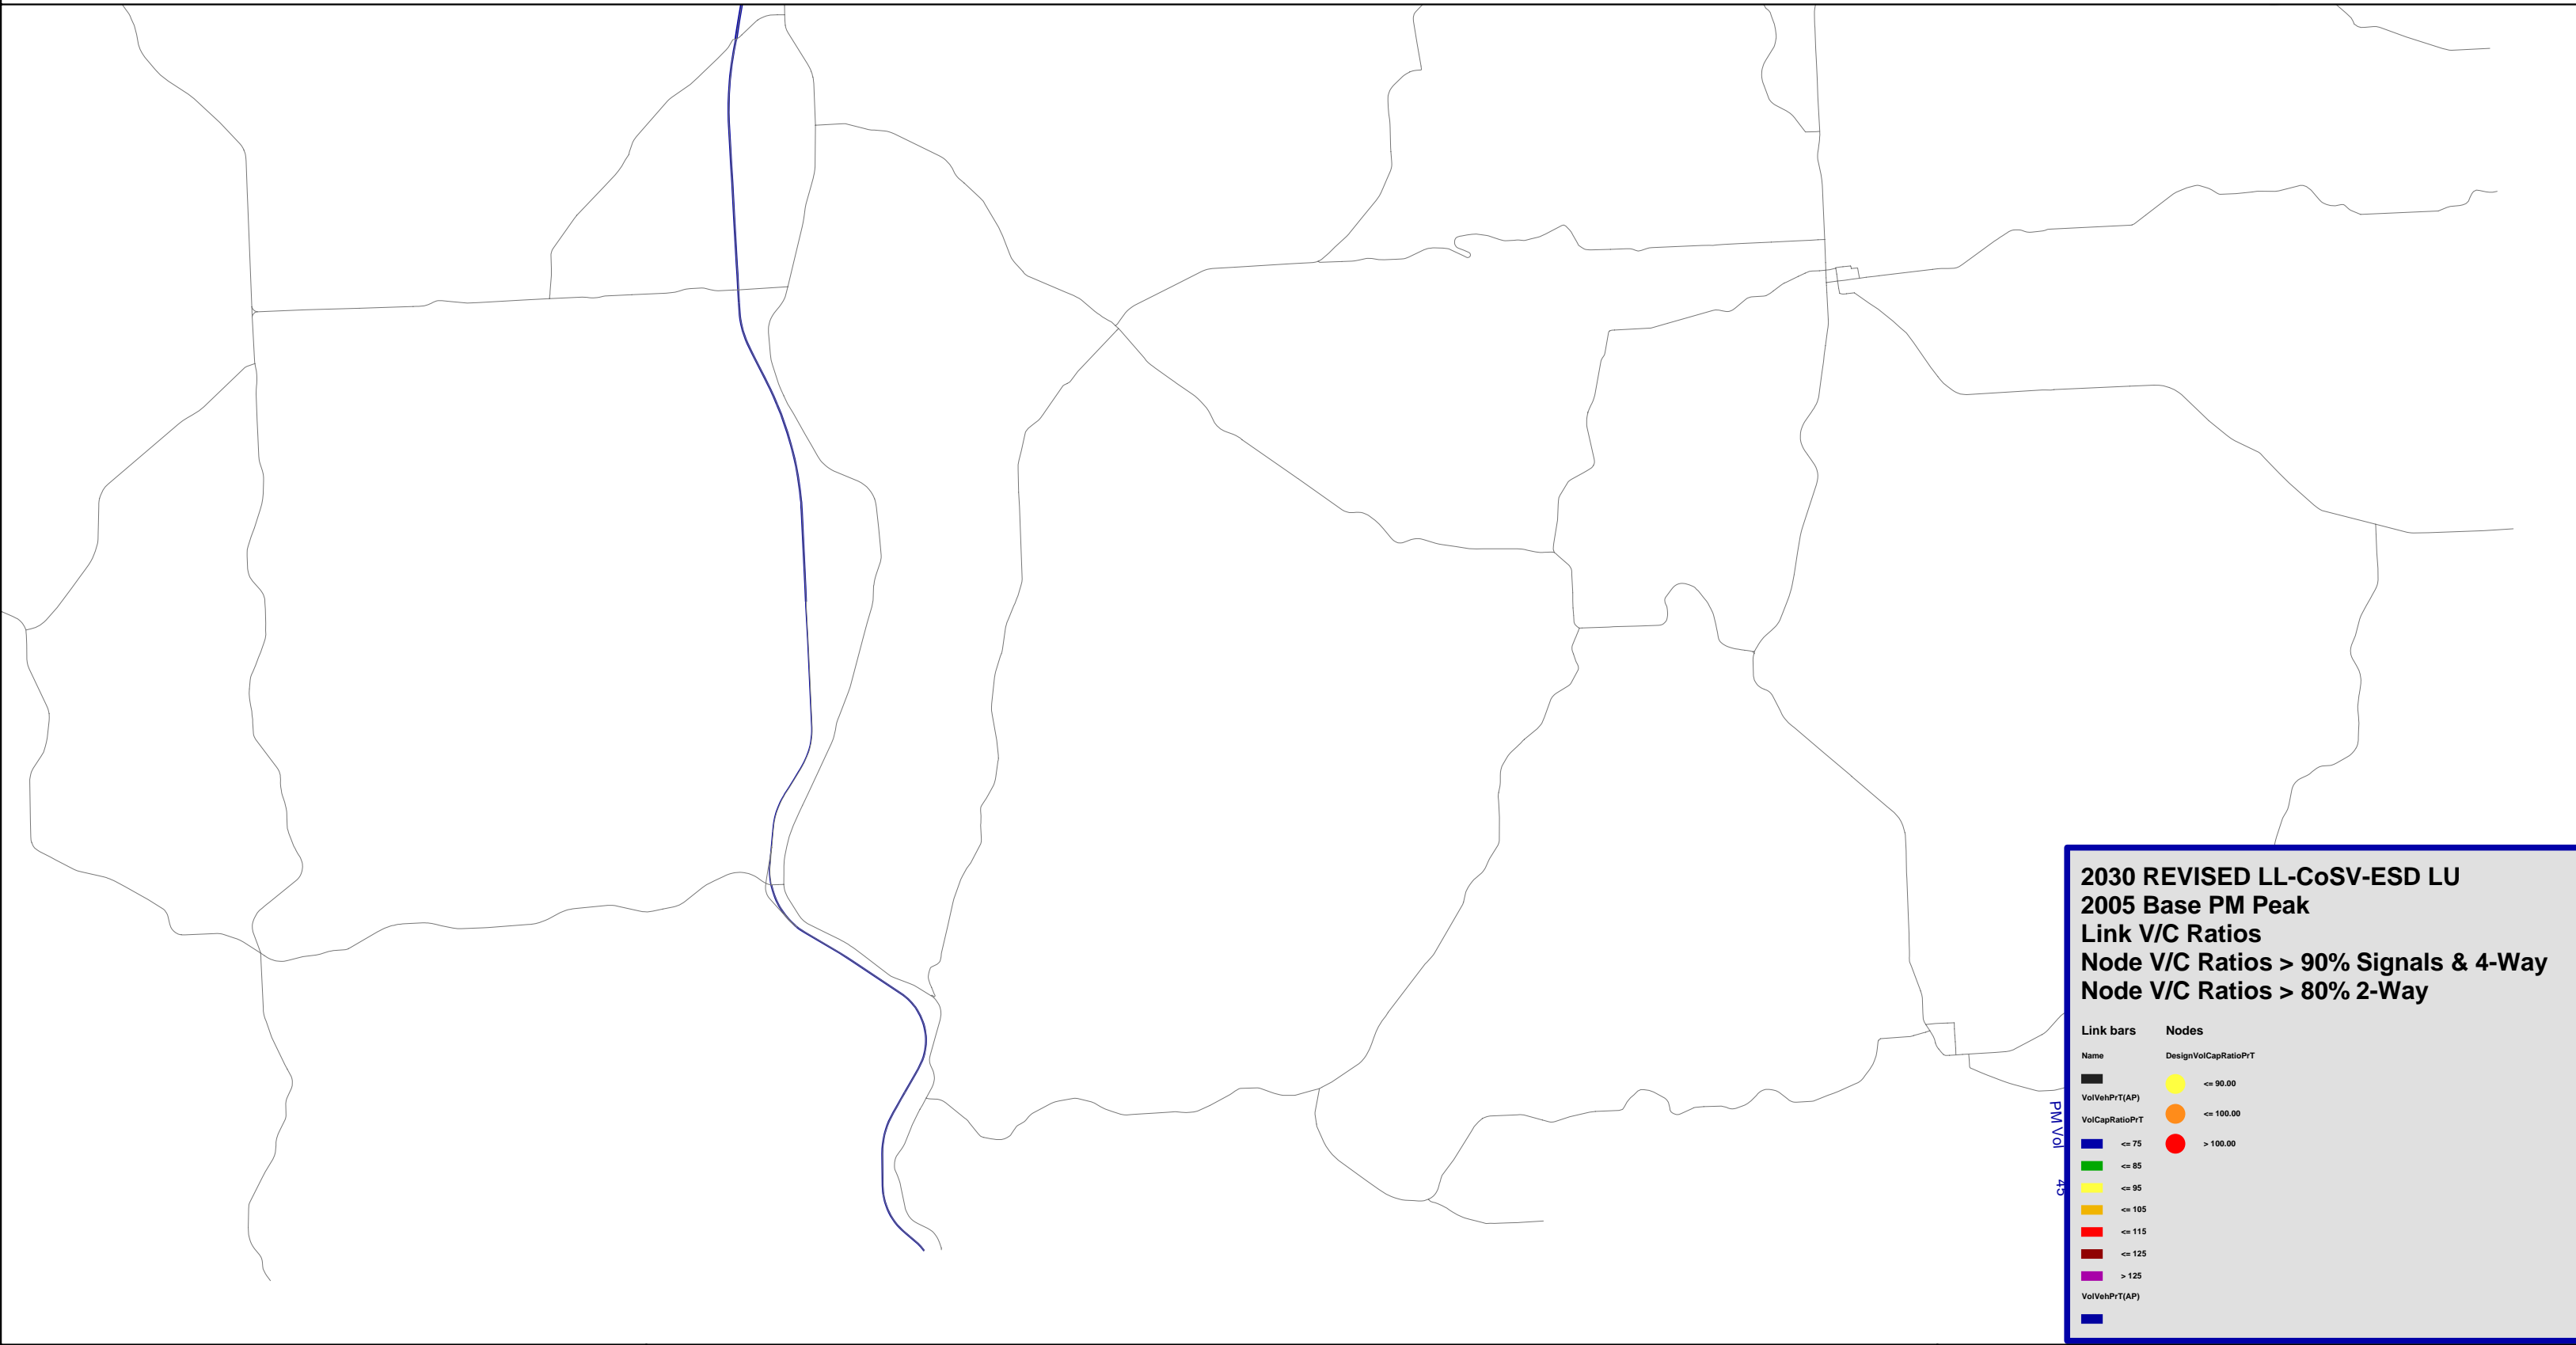 2030 REVISED LL-CoSV-ESD LU
2005 Base PM Peak
Link V/C Ratios
Node V/C Ratios > 90% Signals & 4-Way
Node V/C Ratios > 80% 2-Way
Link bars Nodes
Name DesignVolCapRatioPrT
<= 90.00
VolVehPrT(AP)
<= 100.00
VolCapRatioPrT
<= 75 > 100.00
<= 85
<= 95
<= 105
<= 115
<= 125
> 125
VolVehPrT(AP)
PM Vol 45